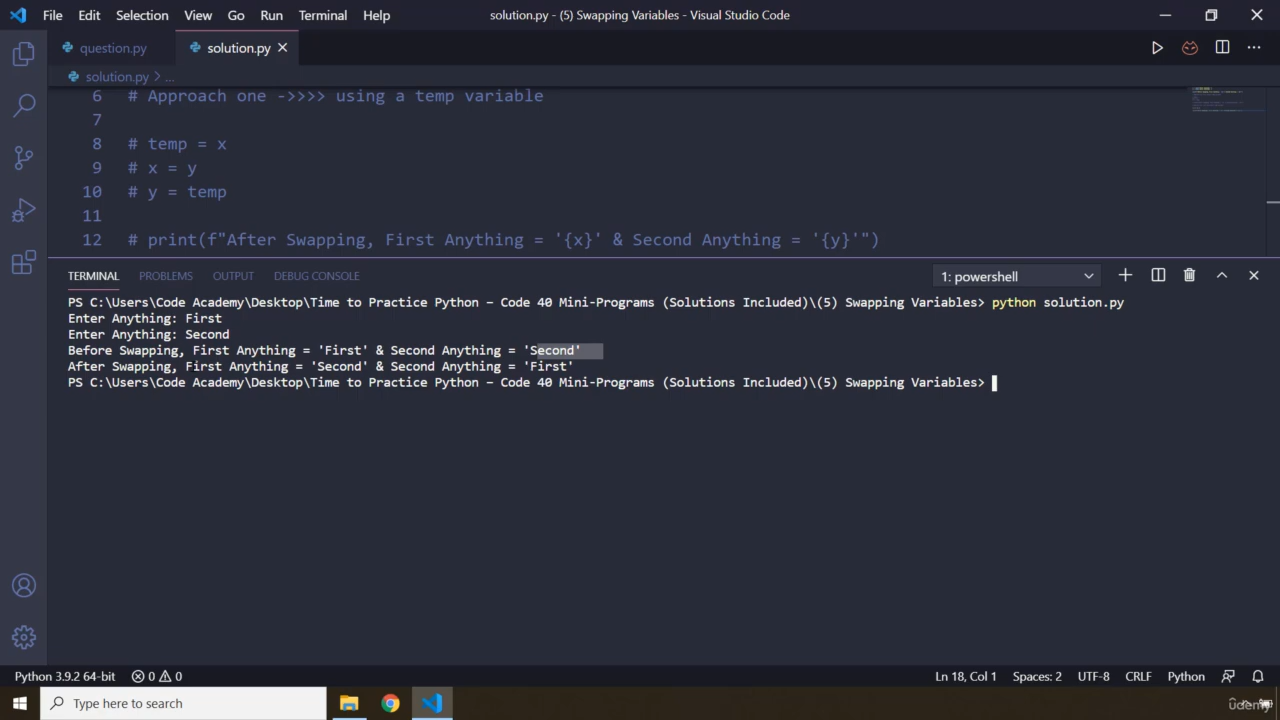 File Edit Selection View Go Run Terminal Help
solution.py - (5) Swapping Variables - Visual Studio Code
question.py
solution.py
solution.py > ...
6 # Approach one ->>>> using a temp variable
7
8 # temp = x
9 # x = y
10 # y = temp
11
12 # print(f"After Swapping, First Anything = '{x}' & Second Anything = '{y}'")
TERMINAL PROBLEMS OUTPUT DEBUG CONSOLE
1: powershell
PS C:\Users\Code Academy\Desktop\Time to Practice Python – Code 40 Mini-Programs (Solutions Included)\(5) Swapping Variables> python solution.py
Enter Anything: First
Enter Anything: Second
Before Swapping, First Anything = 'First' & Second Anything = 'Second'
After Swapping, First Anything = 'Second' & Second Anything = 'First'
PS C:\Users\Code Academy\Desktop\Time to Practice Python – Code 40 Mini-Programs (Solutions Included)\(5) Swapping Variables>
Python 3.9.2 64-bit 0 0 Ln 18, Col 1 Spaces: 2 UTF-8 CRLF Python
Type here to search
udemy